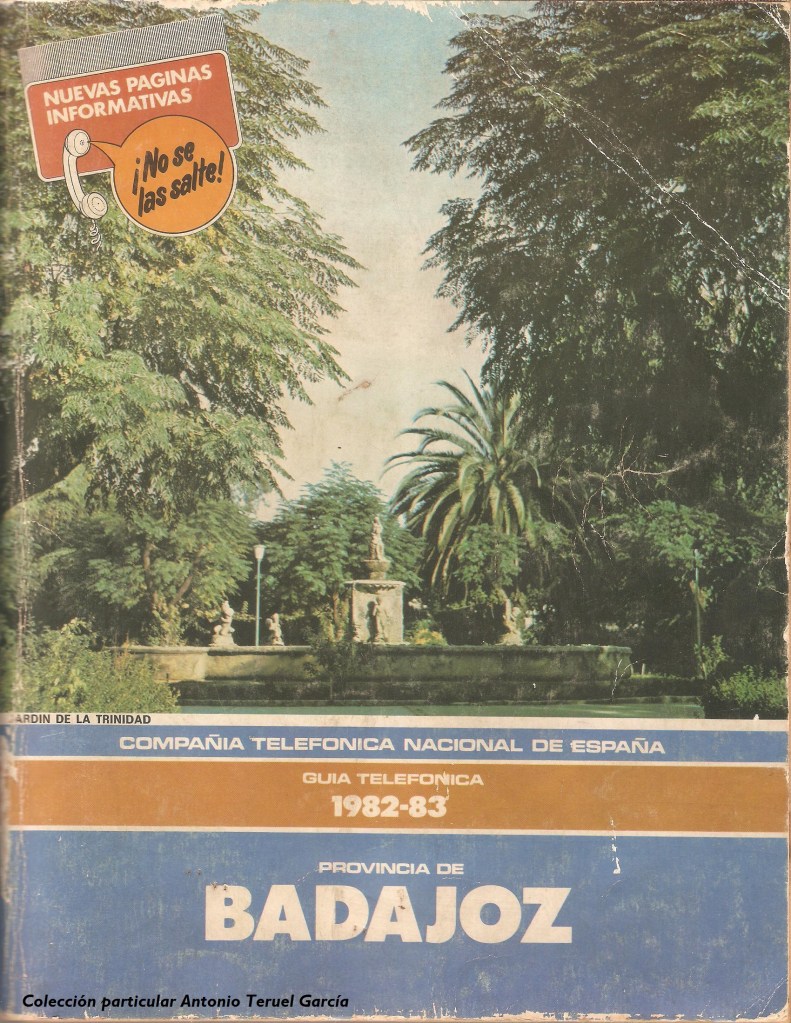 NUEVAS PAGINAS
INFORMATIVAS
¡No se
las salte!
ARDIN DE LA TRINIDAD
COMPAÑIA TELEFONICA NACIONAL DE ESPAÑA
GUIA TELEFONICA
1982-83
PROVINCIA DE
BADAJOZ
Colección particular Antonio Teruel García